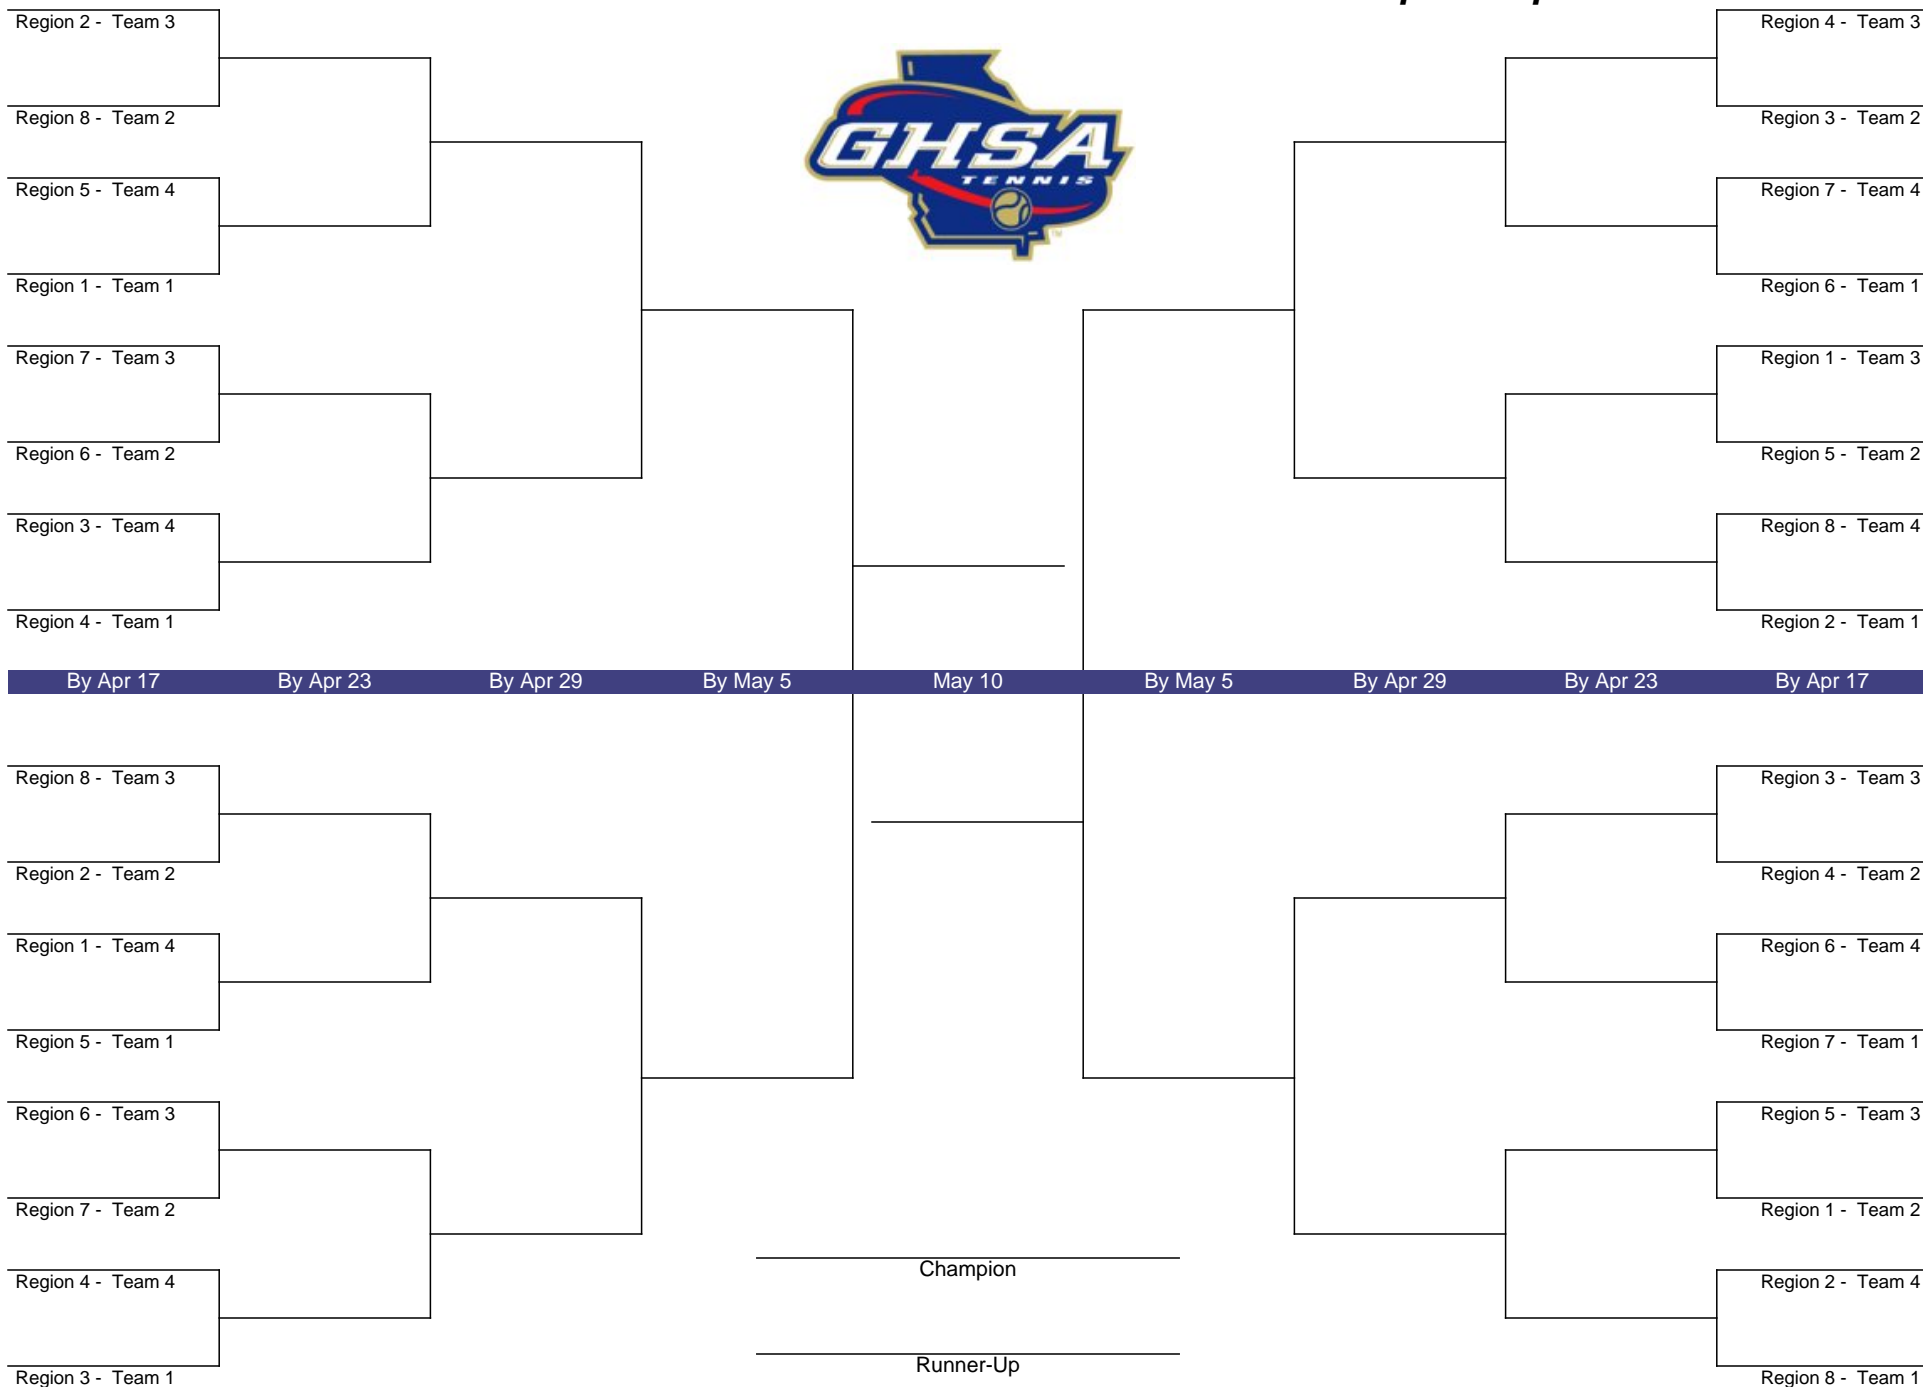 Region 2 - Team 3
Region 4 - Team 3
GHSA
TENNIS
TM
Region 8 - Team 2
Region 3 - Team 2
Region 5 - Team 4
Region 7 - Team 4
Region 1 - Team 1
Region 6 - Team 1
Region 7 - Team 3
Region 1 - Team 3
Region 6 - Team 2
Region 5 - Team 2
Region 3 - Team 4
Region 8 - Team 4
Region 4 - Team 1
Region 2 - Team 1
By Apr 17 By Apr 23 By Apr 29 By May 5 May 10 By May 5 By Apr 29 By Apr 23 By Apr 17
Region 8 - Team 3
Region 3 - Team 3
Region 2 - Team 2
Region 4 - Team 2
Region 1 - Team 4
Region 6 - Team 4
Region 5 - Team 1
Region 7 - Team 1
Region 6 - Team 3
Region 5 - Team 3
Region 7 - Team 2
Region 1 - Team 2
Champion
Region 4 - Team 4
Region 2 - Team 4
Runner-Up
Region 3 - Team 1
Region 8 - Team 1